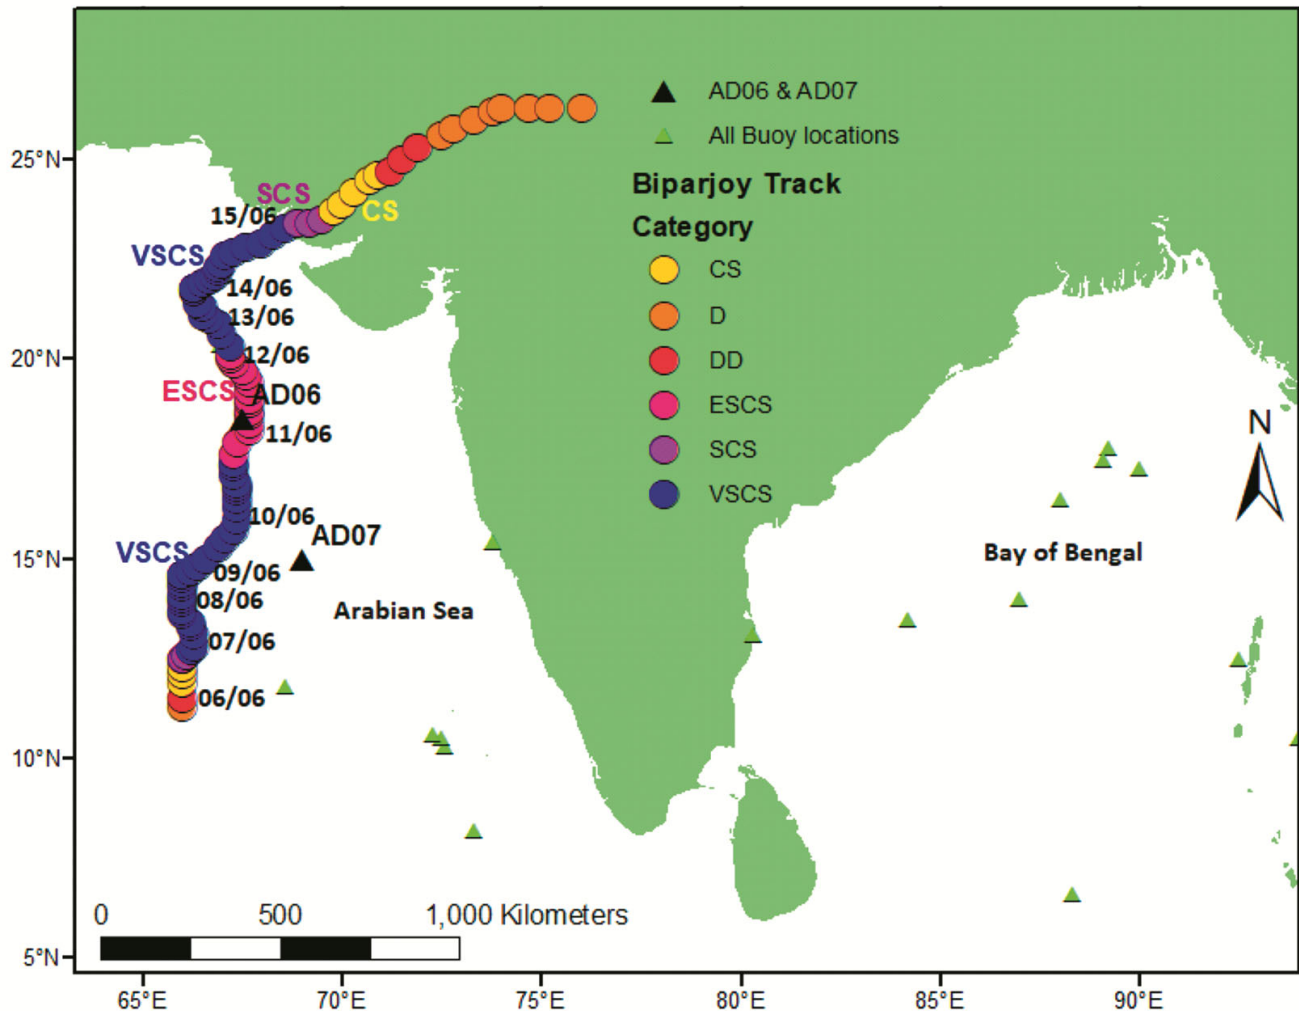 AD06 & AD07
All Buoy locations
Biparjoy Track
Category
CS
D
DD
ESCS
SCS
VSCS
25°N
20°N
15°N
10°N
5°N
SCS
15/06
CS
VSCS
14/06
13/06
12/06
ESCS
AD06
11/06
10/06
AD07
VSCS
09/06
08/06
07/06
06/06
Arabian Sea
Bay of Bengal
N
0 500 1,000 Kilometers
65°E 70°E 75°E 80°E 85°E 90°E